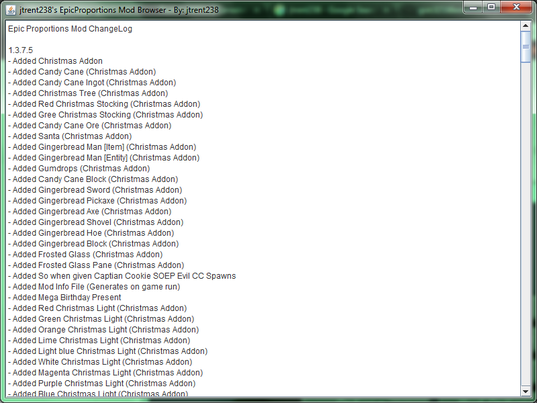 jtrent238's EpicProportions Mod Browser - By: jtrent238
Epic Proportions Mod ChangeLog
1.3.7.5
- Added Christmas Addon
- Added Candy Cane (Christmas Addon)
- Added Candy Cane Ingot (Christmas Addon)
- Added Christmas Tree (Christmas Addon)
- Added Red Christmas Stocking (Christmas Addon)
- Added Gree Christmas Stocking (Christmas Addon)
- Added Candy Cane Ore (Christmas Addon)
- Added Santa (Christmas Addon)
- Added Gingerbread Man [Item] (Christmas Addon)
- Added Gingerbread Man [Entity] (Christmas Addon)
- Added Gumdrops (Christmas Addon)
- Added Candy Cane Block (Christmas Addon)
- Added Gingerbread Sword (Christmas Addon)
- Added Gingerbread Pickaxe (Christmas Addon)
- Added Gingerbread Axe (Christmas Addon)
- Added Gingerbread Shovel (Christmas Addon)
- Added Gingerbread Hoe (Christmas Addon)
- Added Gingerbread Block (Christmas Addon)
- Added Frosted Glass (Christmas Addon)
- Added Frosted Glass Pane (Christmas Addon)
- Added So when given Captian Cookie SOEP Evil CC Spawns
- Added Mod Info File (Generates on game run)
- Added Mega Birthday Present
- Added Red Christmas Light (Christmas Addon)
- Added Green Christmas Light (Christmas Addon)
- Added Orange Christmas Light (Christmas Addon)
- Added Lime Christmas Light (Christmas Addon)
- Added Light blue Christmas Light (Christmas Addon)
- Added White Christmas Light (Christmas Addon)
- Added Magenta Christmas Light (Christmas Addon)
- Added Purple Christmas Light (Christmas Addon)
- Added Blue Christmas Light (Christmas Addon)